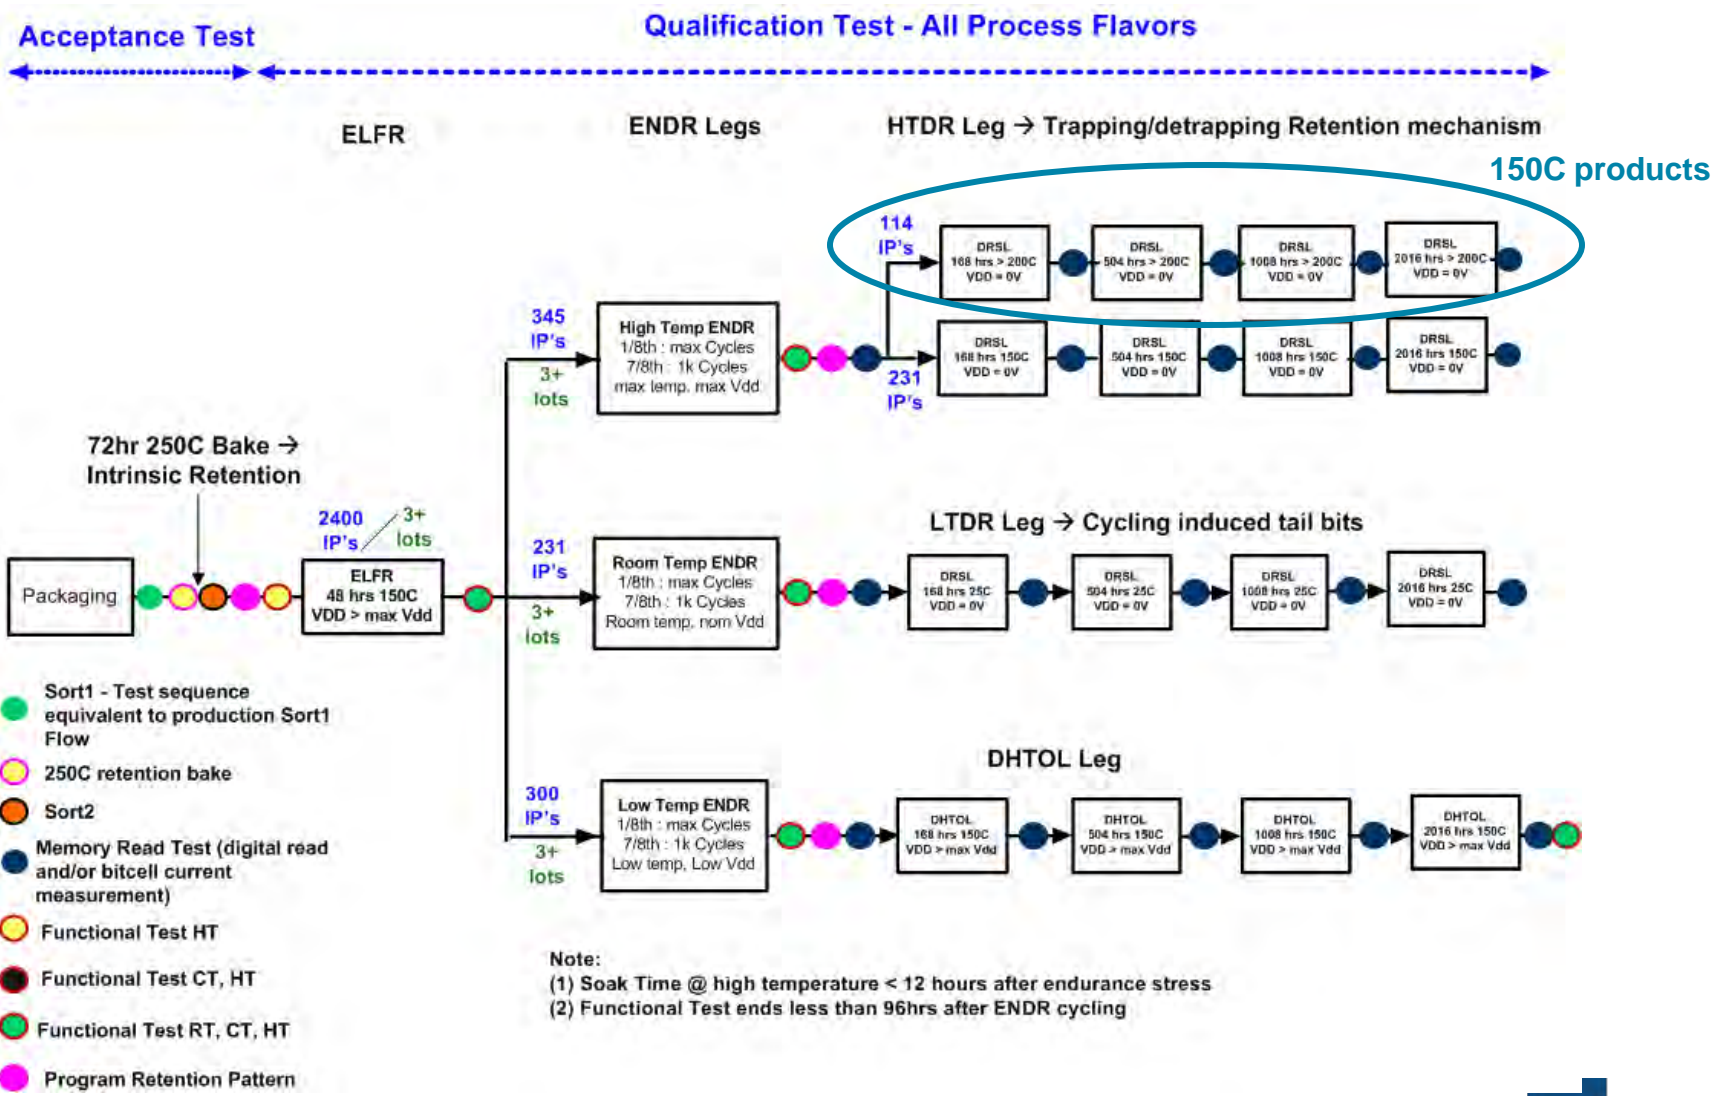 Acceptance Test
Qualification Test - All Process Flavors
ELFR
ENDR Legs
HTDR Leg → Trapping/detrapping Retention mechanism
150C products
114
IP's
DRSL
168 hrs > 200C
VDD = 0V
DRSL
504 hrs > 200C
VDD = 0V
DRSL
1008 hrs > 200C
VDD = 0V
DRSL
2016 hrs > 200C
VDD = 0V
345
IP's
3+
lots
High Temp ENDR
1/8th : max Cycles
7/8th : 1k Cycles
max temp, max Vdd
231
IP's
DRSL
168 hrs 150C
VDD = 0V
DRSL
504 hrs 150C
VDD = 0V
DRSL
1008 hrs 150C
VDD = 0V
DRSL
2016 hrs 150C
VDD = 0V
72hr 250C Bake →
Intrinsic Retention
2400
IP's
3+
lots
Packaging
ELFR
48 hrs 150C
VDD > max Vdd
231
IP's
3+
lots
Room Temp ENDR
1/8th : max Cycles
7/8th : 1k Cycles
Room temp, nom Vdd
LTDR Leg → Cycling induced tail bits
DRSL
168 hrs 25C
VDD = 0V
DRSL
504 hrs 25C
VDD = 0V
DRSL
1008 hrs 25C
VDD = 0V
DRSL
2016 hrs 25C
VDD = 0V
300
IP's
3+
lots
Low Temp ENDR
1/8th : max Cycles
7/8th : 1k Cycles
Low temp, Low Vdd
DHTOL Leg
DHTOL
168 hrs 150C
VDD > max Vdd
DHTOL
504 hrs 150C
VDD > max Vdd
DHTOL
1008 hrs 150C
VDD > max Vdd
DHTOL
2016 hrs 150C
VDD > max Vdd
Sort1 - Test sequence
equivalent to production Sort1
Flow
250C retention bake
Sort2
Memory Read Test (digital read
and/or bitcell current
measurement)
Functional Test HT
Functional Test CT, HT
Functional Test RT, CT, HT
Program Retention Pattern
Note:
(1) Soak Time @ high temperature < 12 hours after endurance stress
(2) Functional Test ends less than 96hrs after ENDR cycling